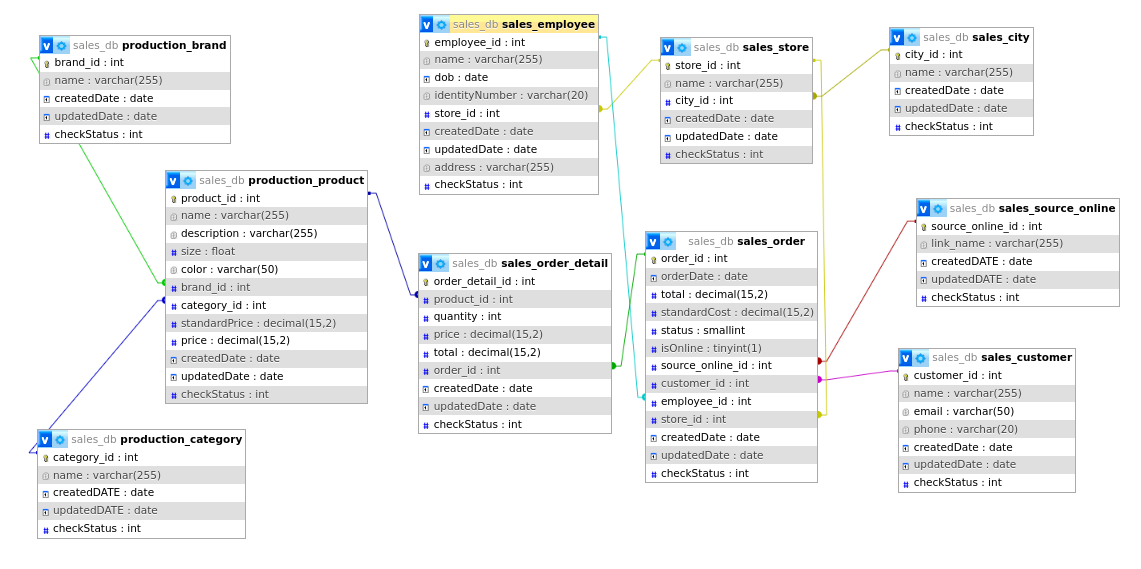 v sales_db production_brand
brand_id : int
name : varchar(255)
createdDate : date
updatedDate : date
checkStatus : int
v sales_db production_product
product_id : int
name : varchar(255)
description : varchar(255)
size : float
color : varchar(50)
brand_id : int
category_id : int
standardPrice : decimal(15,2)
price : decimal(15,2)
createdDate : date
updatedDate : date
checkStatus : int
v sales_db production_category
category_id : int
name : varchar(255)
createdDATE : date
updatedDATE : date
checkStatus : int
v sales_db sales_employee
employee_id : int
name : varchar(255)
dob : date
identityNumber : varchar(20)
store_id : int
createdDate : date
updatedDate : date
address : varchar(255)
checkStatus : int
v sales_db sales_order_detail
order_detail_id : int
product_id : int
quantity : int
price : decimal(15,2)
total : decimal(15,2)
order_id : int
createdDate : date
updatedDate : date
checkStatus : int
v sales_db sales_store
store_id : int
name : varchar(255)
city_id : int
createdDate : date
updatedDate : date
checkStatus : int
v sales_db sales_order
order_id : int
orderDate : date
total : decimal(15,2)
standardCost : decimal(15,2)
status : smallint
isOnline : tinyint(1)
source_online_id : int
customer_id : int
employee_id : int
store_id : int
createdDate : date
updatedDate : date
checkStatus : int
v sales_db sales_city
city_id : int
name : varchar(255)
createdDate : date
updatedDate : date
checkStatus : int
v sales_db sales_source_online
source_online_id : int
link_name : varchar(255)
createdDATE : date
updatedDATE : date
checkStatus : int
v sales_db sales_customer
customer_id : int
name : varchar(255)
email : varchar(50)
phone : varchar(20)
createdDate : date
updatedDate : date
checkStatus : int